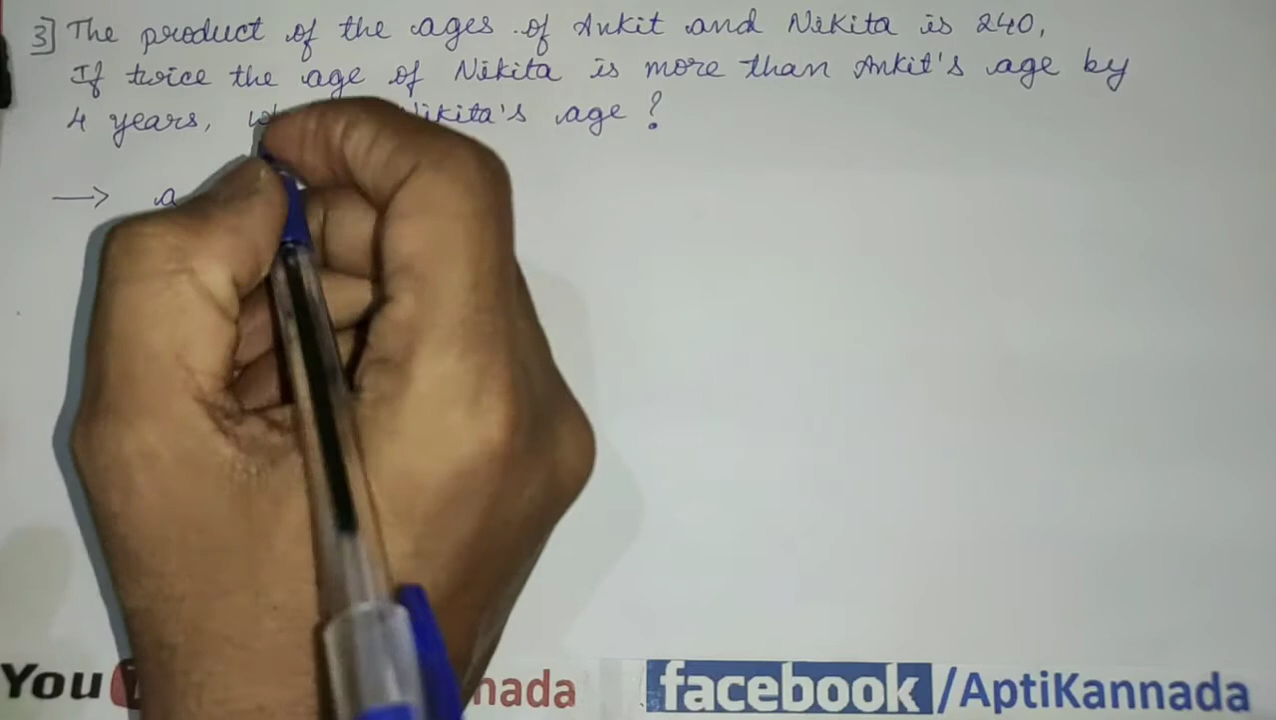 3] The product of the ages of Ankit and Nikita is 240,
If twice the age of Nikita is more than Ankit's age by
4 years, Nikita's age ?
→ a
You nada facebook/AptiKannada